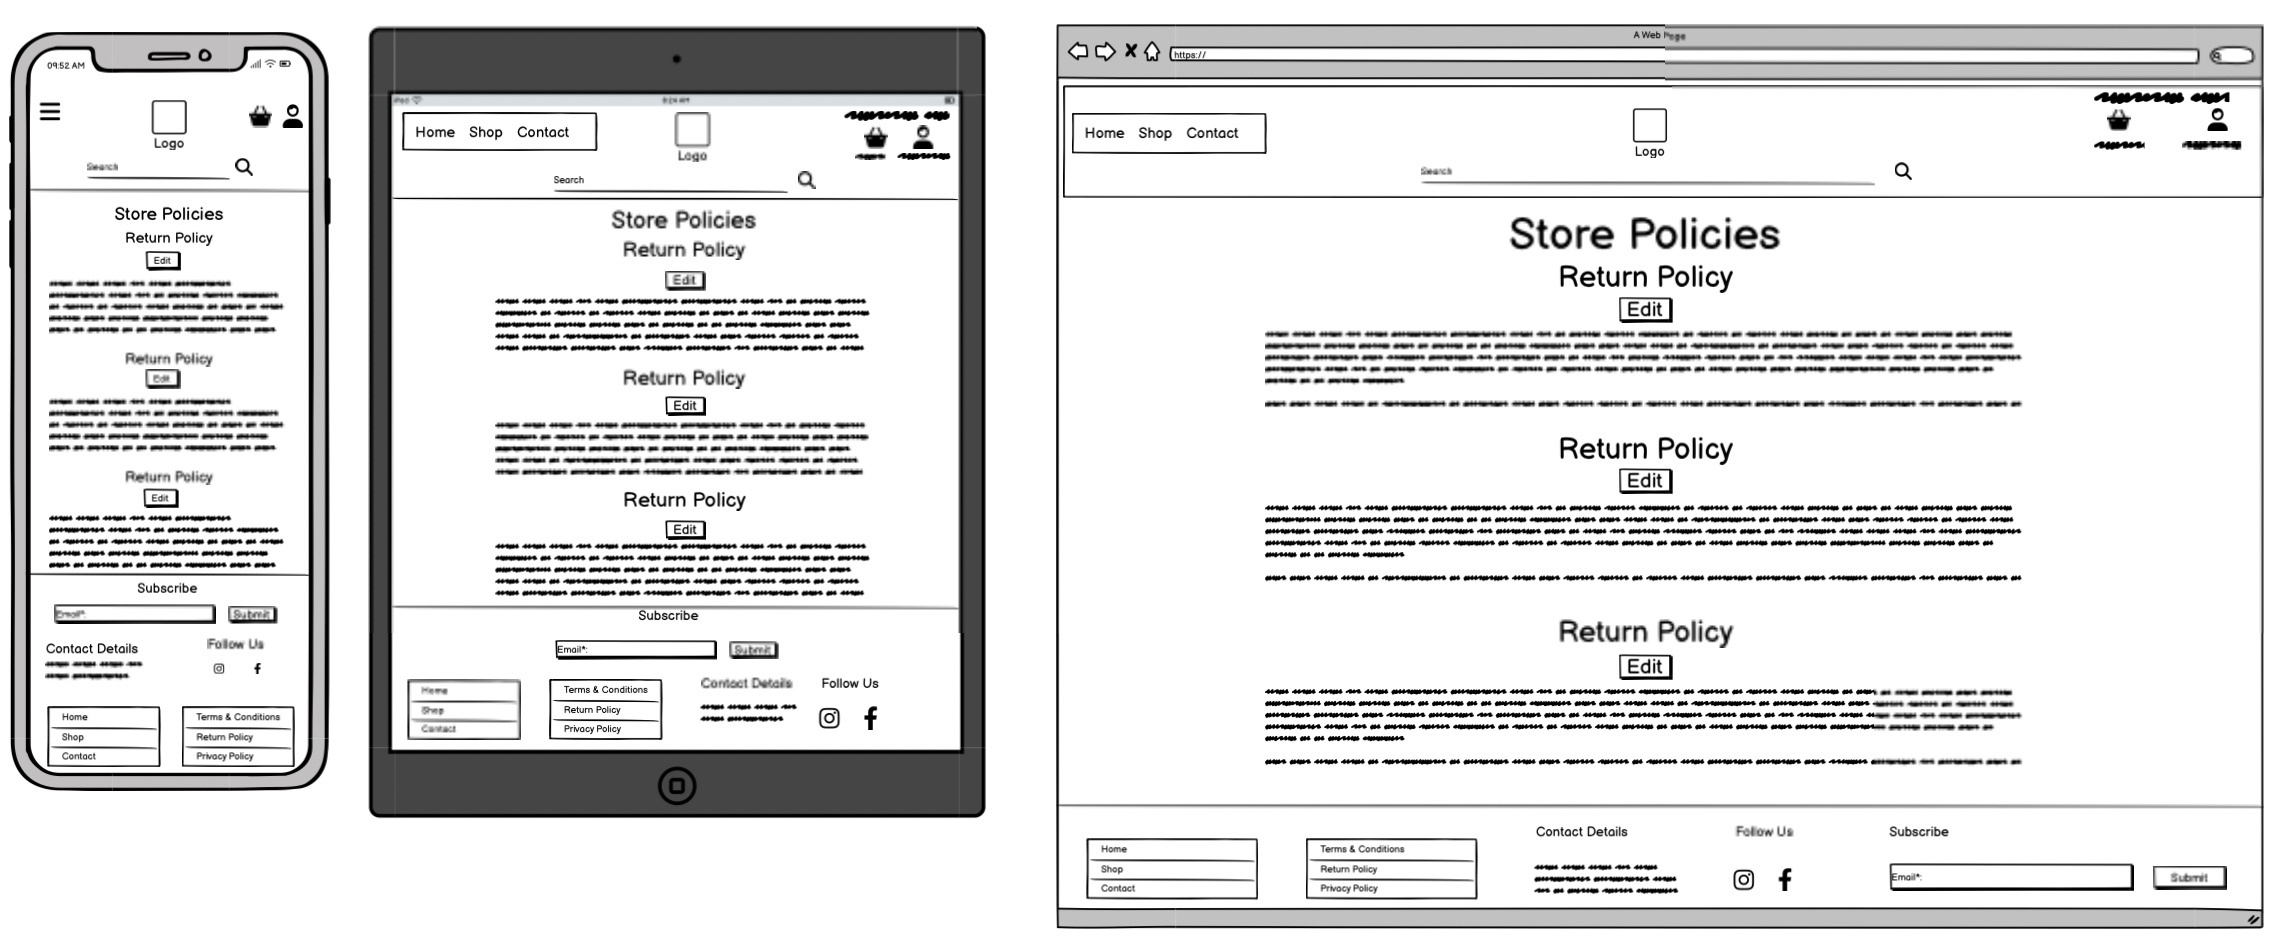 09:52 AM
Logo
Search
Store Policies
Return Policy
Edit
Return Policy
Edit
Return Policy
Edit
Subscribe
Email*:
Submit
Contact Details
Follow Us
Home
Shop
Contact
Terms & Conditions
Return Policy
Privacy Policy
iPad
9:24 AM
Home Shop Contact
Logo
Search
Store Policies
Return Policy
Edit
Return Policy
Edit
Return Policy
Edit
Subscribe
Email*:
Submit
Home
Shop
Contact
Terms & Conditions
Return Policy
Privacy Policy
Contact Details
Follow Us
A Web Page
https://
Home Shop Contact
Logo
Search
Store Policies
Return Policy
Edit
Return Policy
Edit
Return Policy
Edit
Home
Shop
Contact
Terms & Conditions
Return Policy
Privacy Policy
Contact Details
Follow Us
Subscribe
Email*:
Submit